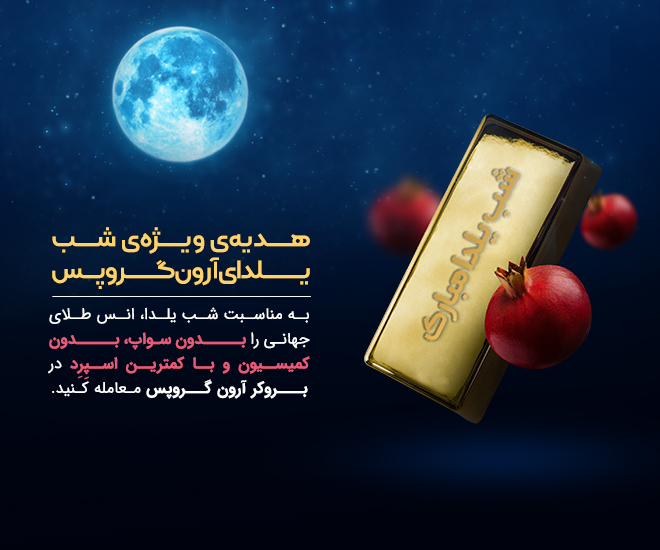 هدیه‌ی ویژه‌ی شب
یلدای‌آرون‌گروپس
به مناسبت شب یلدا، انس طلای
جهانی را بدون سواپ، بدون
کمیسیون و با کمترین اسپرِد در
بروکر آرون گروپس معامله کنید.
شب یلدا مبارک